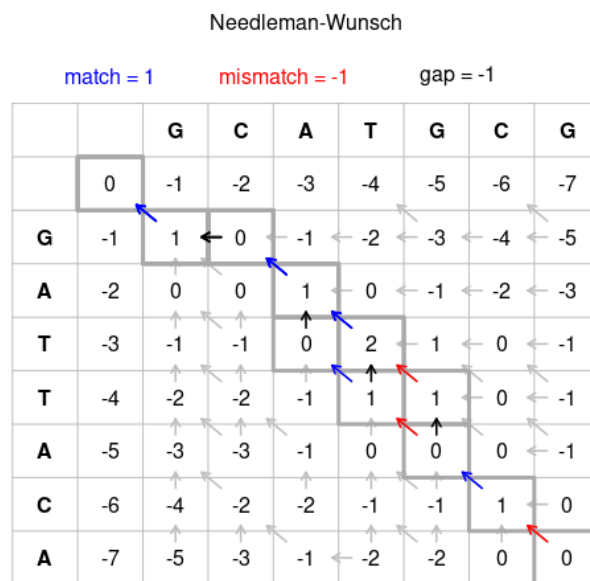 Needleman-Wunsch
match = 1 mismatch = -1 gap = -1
G C A T G C G
0 -1 -2 -3 -4 -5 -6 -7
G -1 1 0 -1 -2 -3 -4 -5
A -2 0 0 1 0 -1 -2 -3
T -3 -1 -1 0 2 1 0 -1
T -4 -2 -2 -1 1 1 0 -1
A -5 -3 -3 -1 0 0 0 -1
C -6 -4 -2 -2 -1 -1 1 0
A -7 -5 -3 -1 -2 -2 0 0